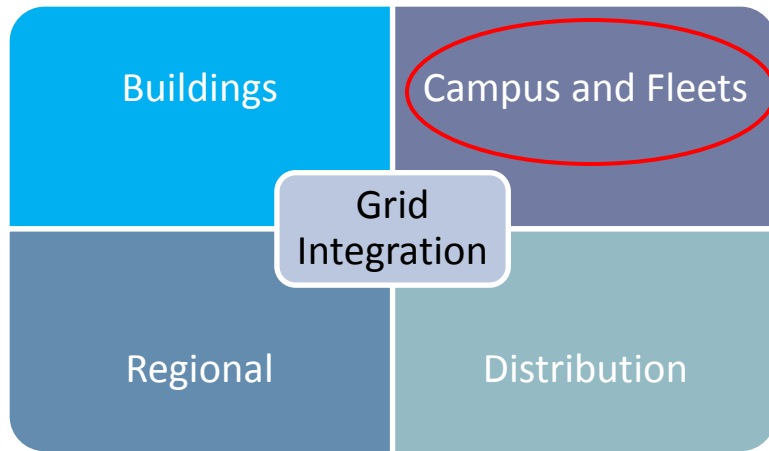 Buildings
Campus and Fleets
Grid
Integration
Regional
Distribution